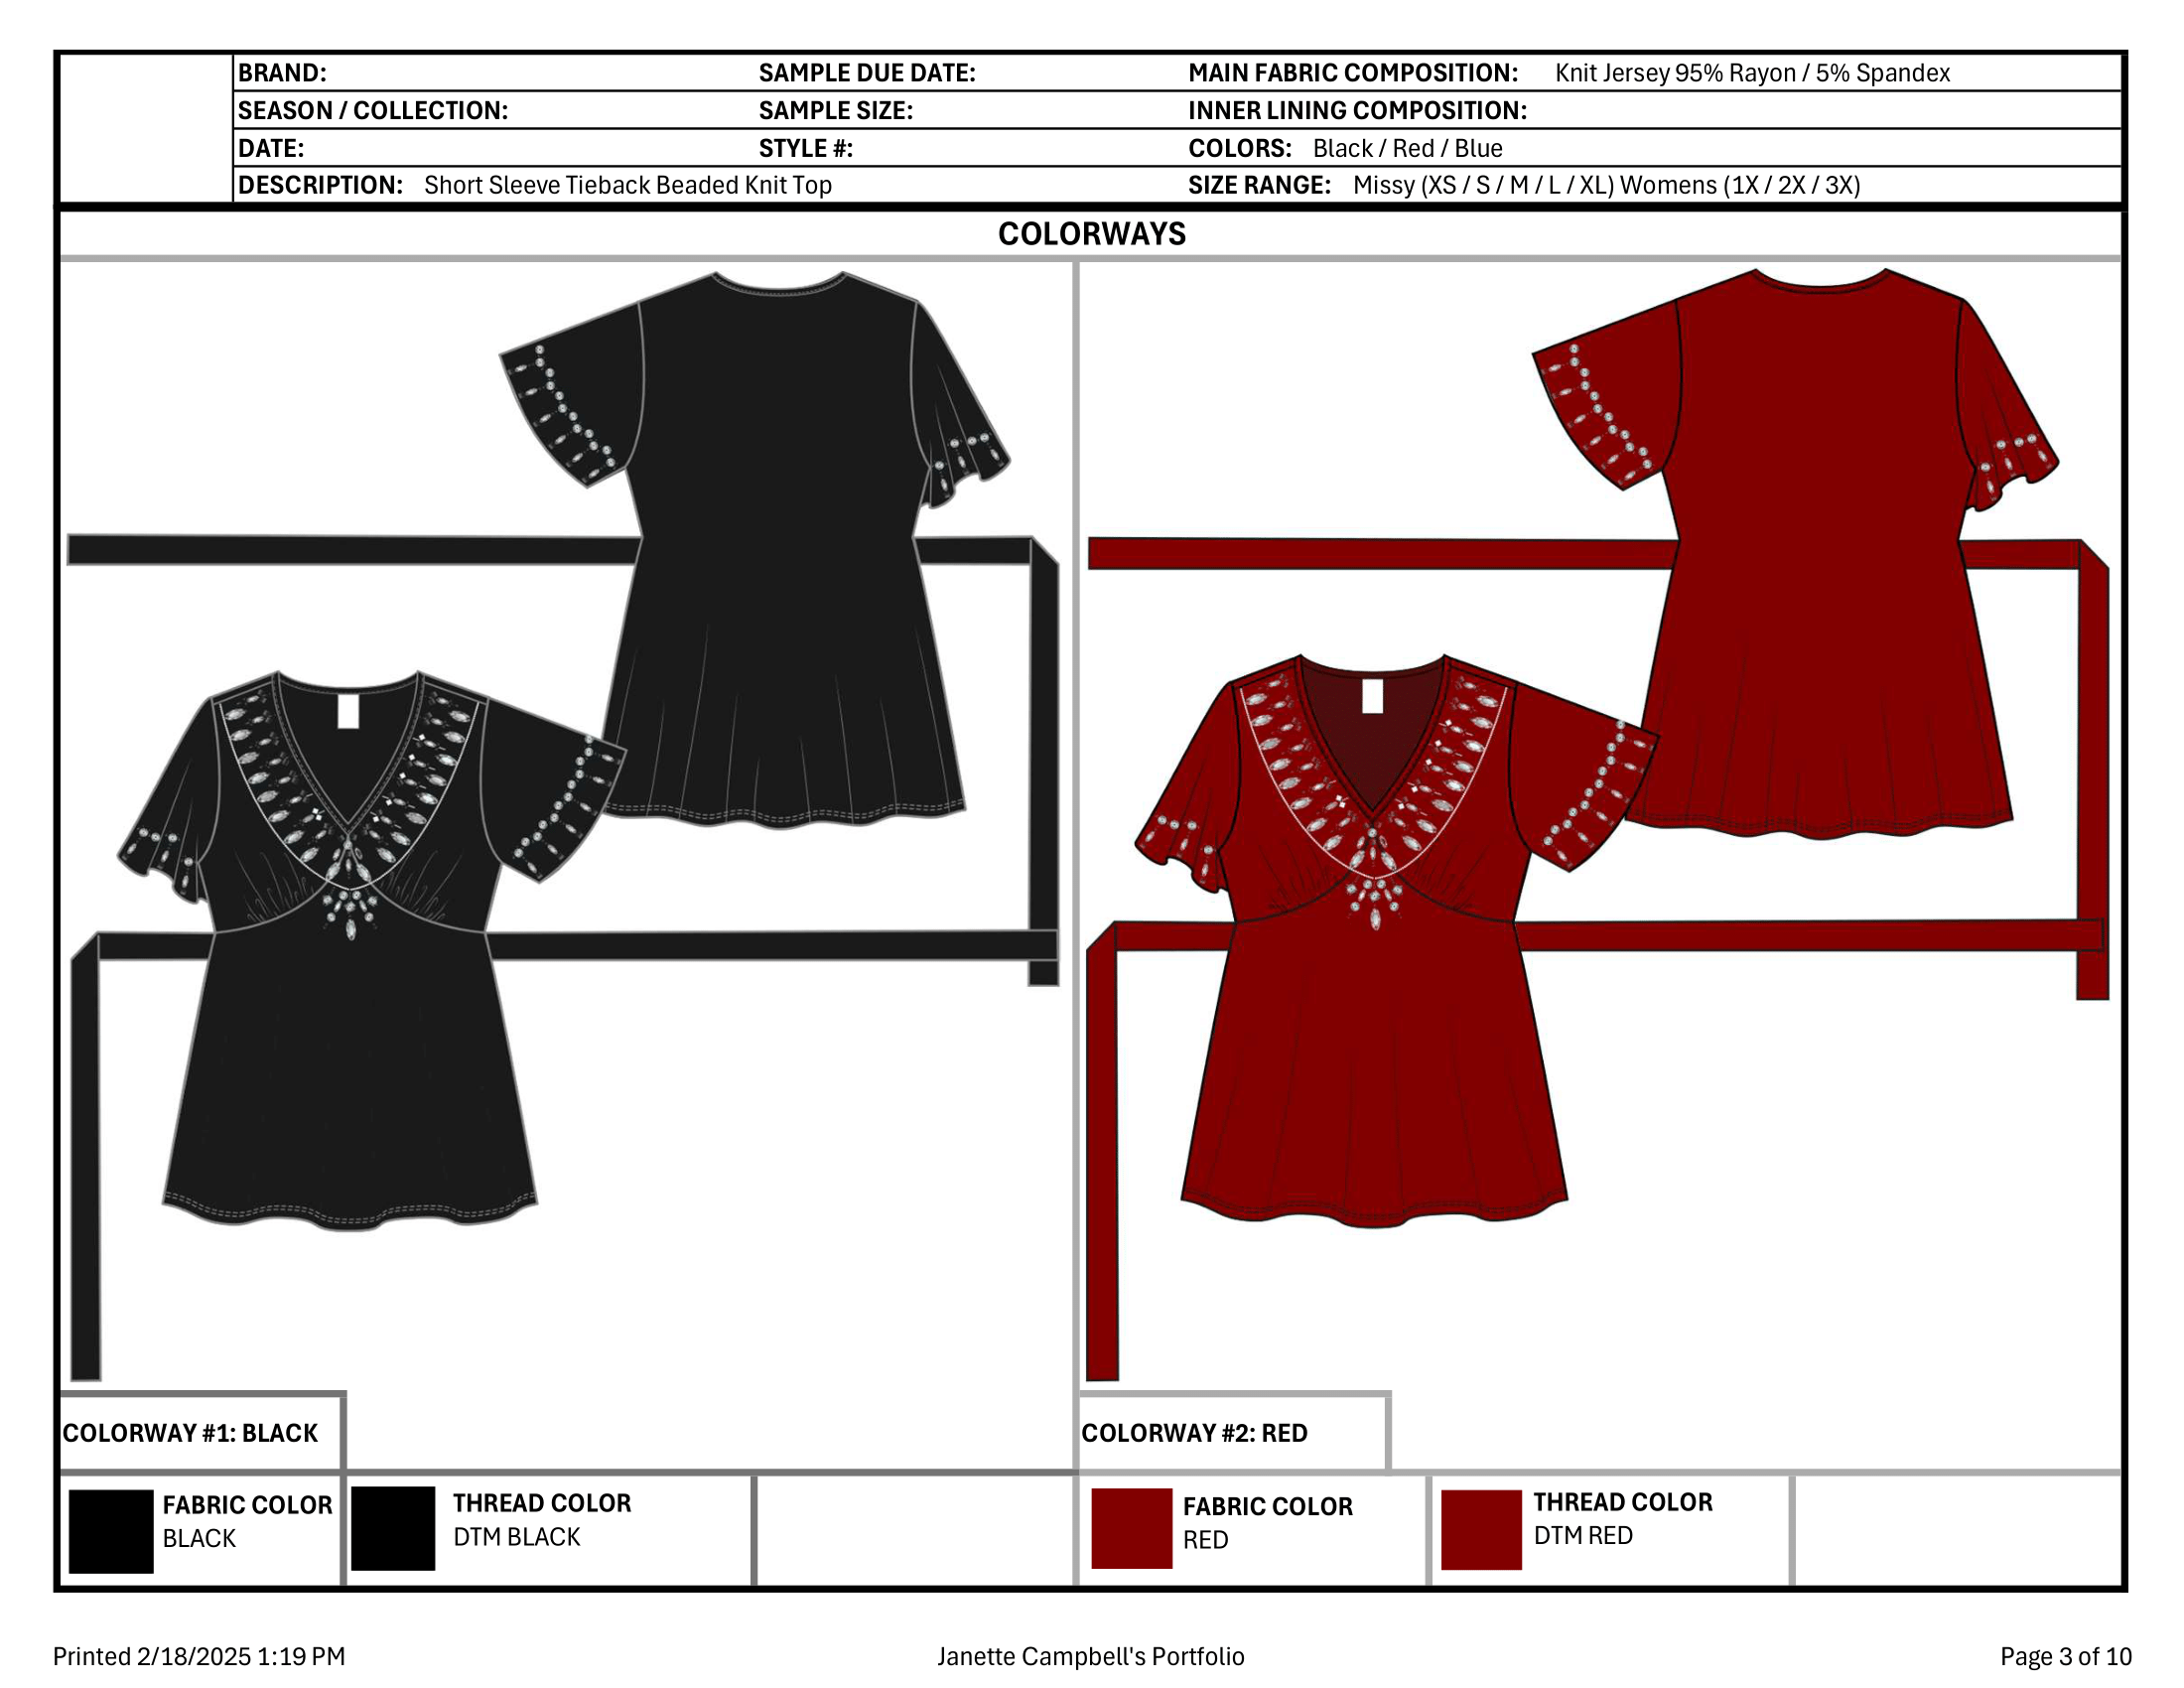 BRAND: SAMPLE DUE DATE: MAIN FABRIC COMPOSITION: Knit Jersey 95% Rayon / 5% Spandex
SEASON / COLLECTION: SAMPLE SIZE: INNER LINING COMPOSITION:
DATE: STYLE #: COLORS: Black / Red / Blue
DESCRIPTION: Short Sleeve Tieback Beaded Knit Top SIZE RANGE: Missy (XS / S / M / L / XL) Womens (1X / 2X / 3X)
COLORWAYS
COLORWAY #1: BLACK
FABRIC COLOR
BLACK
THREAD COLOR
DTM BLACK
COLORWAY #2: RED
FABRIC COLOR
RED
THREAD COLOR
DTM RED
Printed 2/18/2025 1:19 PM Janette Campbell's Portfolio Page 3 of 10